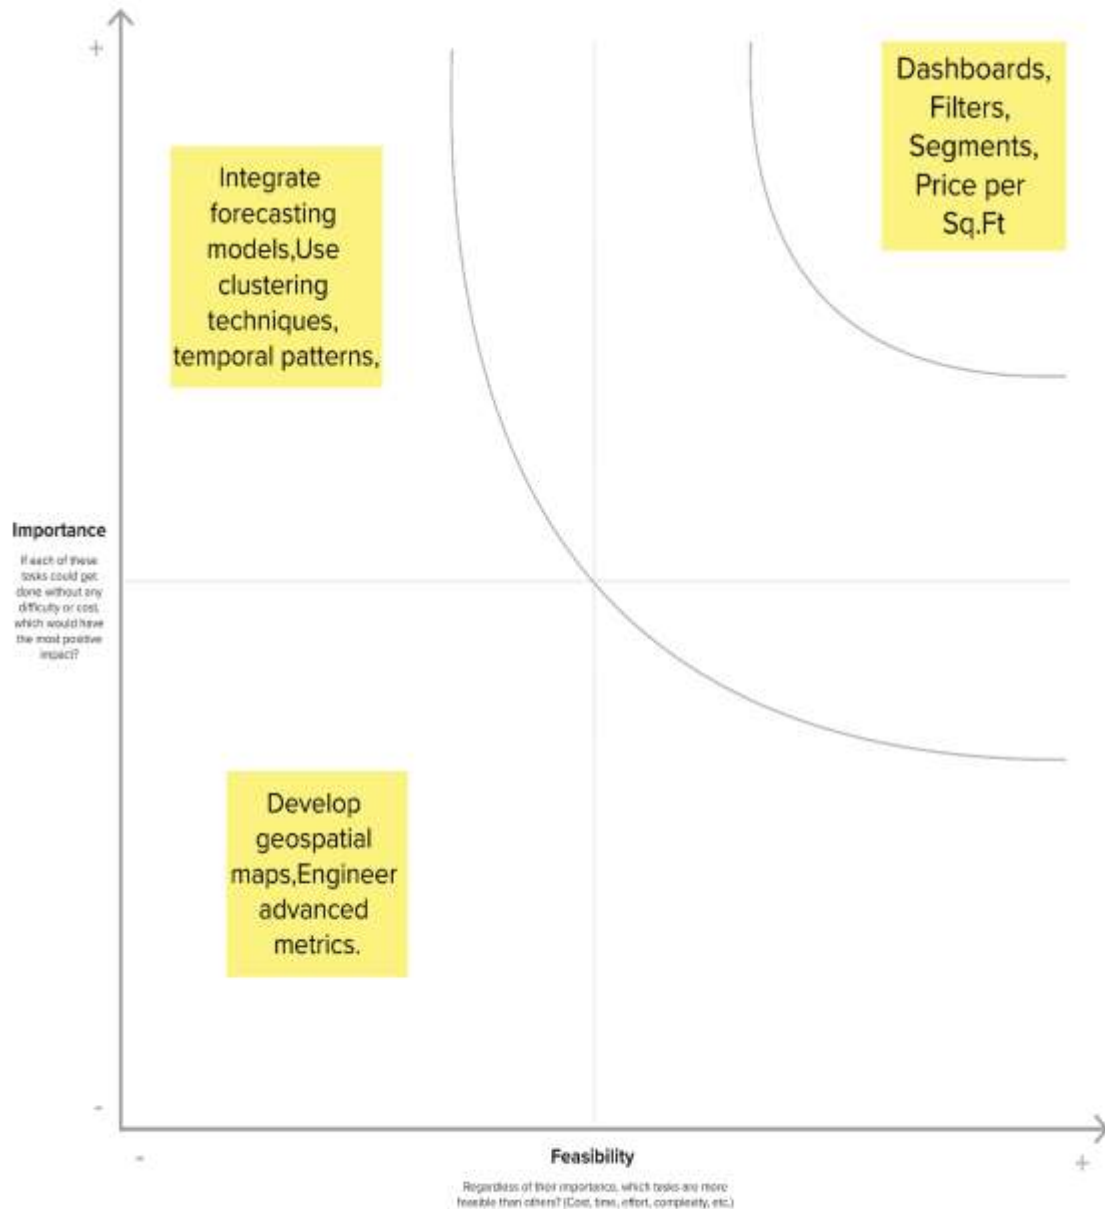 +
Dashboards,
Filters,
Segments,
Price per
Sq.Ft
Integrate
forecasting
models,Use
clustering
techniques,
temporal patterns,
Importance
If each of these
tasks could get
done without any
difficulty or cost,
which would have
the most positive
impact?
Develop
geospatial
maps,Engineer
advanced
metrics.
-
-
Feasibility
+
Regardless of their importance, which tasks are more
feasible than others? (Cost, time, effort, complexity, etc.)